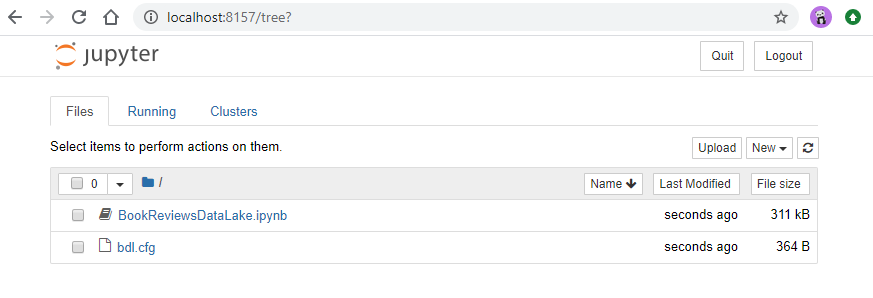 localhost:8157/tree?
jupyter
Quit
Logout
Files
Running
Clusters
Select items to perform actions on them.
Upload
New
0
/
Name
Last Modified
File size
BookReviewsDataLake.ipynb
seconds ago
311 kB
bdl.cfg
seconds ago
364 B